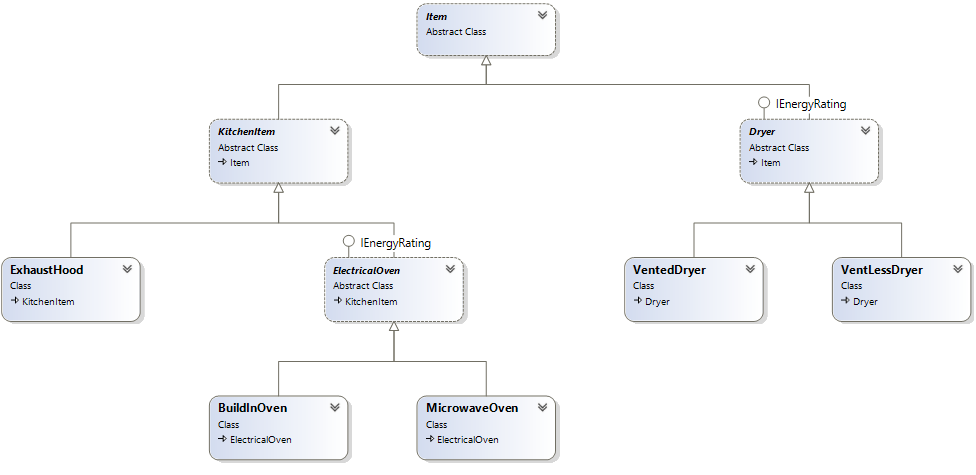 Item
Abstract Class
IEnergyRating
KitchenItem
Abstract Class
Item
Dryer
Abstract Class
Item
IEnergyRating
ExhaustHood
Class
KitchenItem
ElectricalOven
Abstract Class
KitchenItem
VentedDryer
Class
Dryer
VentLessDryer
Class
Dryer
BuildInOven
Class
ElectricalOven
MicrowaveOven
Class
ElectricalOven